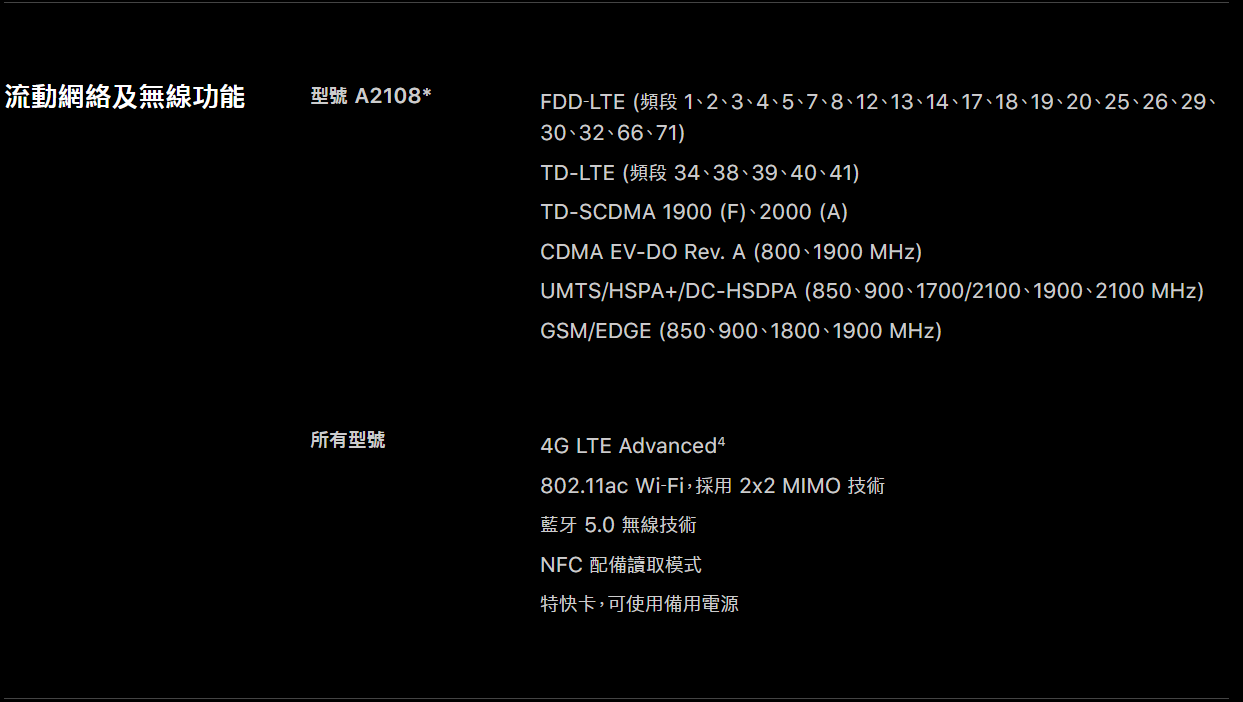 流動網絡及無線功能
型號 A2108*
FDD-LTE (頻段 1、2、3、4、5、7、8、12、13、14、17、18、19、20、25、26、29、
30、32、66、71)
TD-LTE (頻段 34、38、39、40、41)
TD-SCDMA 1900 (F)、2000 (A)
CDMA EV-DO Rev. A (800、1900 MHz)
UMTS/HSPA+/DC-HSDPA (850、900、1700/2100、1900、2100 MHz)
GSM/EDGE (850、900、1800、1900 MHz)
所有型號
4G LTE Advanced⁴
802.11ac Wi-Fi，採用 2x2 MIMO 技術
藍牙 5.0 無線技術
NFC 配備讀取模式
特快卡，可使用備用電源